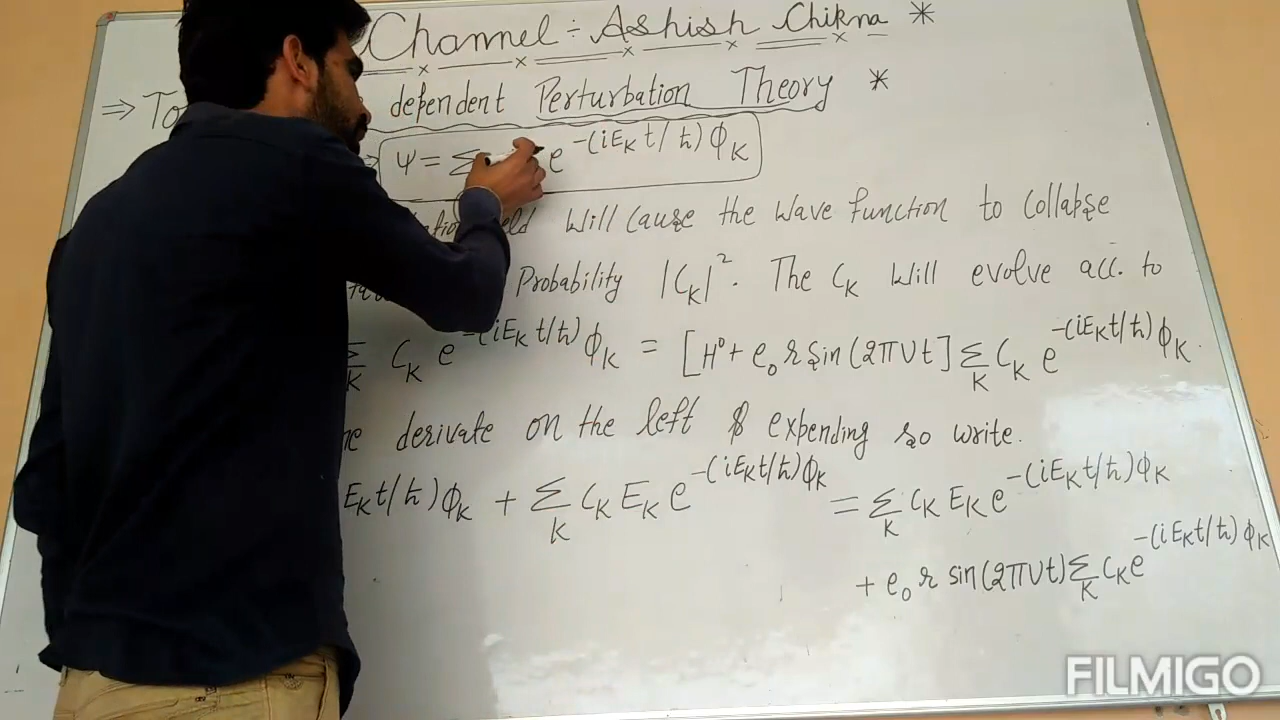 Channel ÷ Ashish Chikna *
⇒ dependent Perturbation Theory *
ψ = Σ e^-(iE_K t/ħ) φ_K
Will Cause the Wave function to Collapse
Probability |C_K|². The C_K Will evolve acc. to
Σ_K C_K e^-(iE_K t/ħ) φ_K = [H° + e₀ r sin(2πνt] Σ_K C_K e^-(iE_K t/ħ) φ_K
derivate on the left & expending so write.
E_K t/ħ) φ_K + Σ_K C_K E_K e^-(iE_K t/ħ) φ_K = Σ_K C_K E_K e^-(iE_K t/ħ) φ_K
+ e₀ r sin(2πνt) Σ_K C_K e^-(iE_K t/ħ) φ_K
FILMIGO